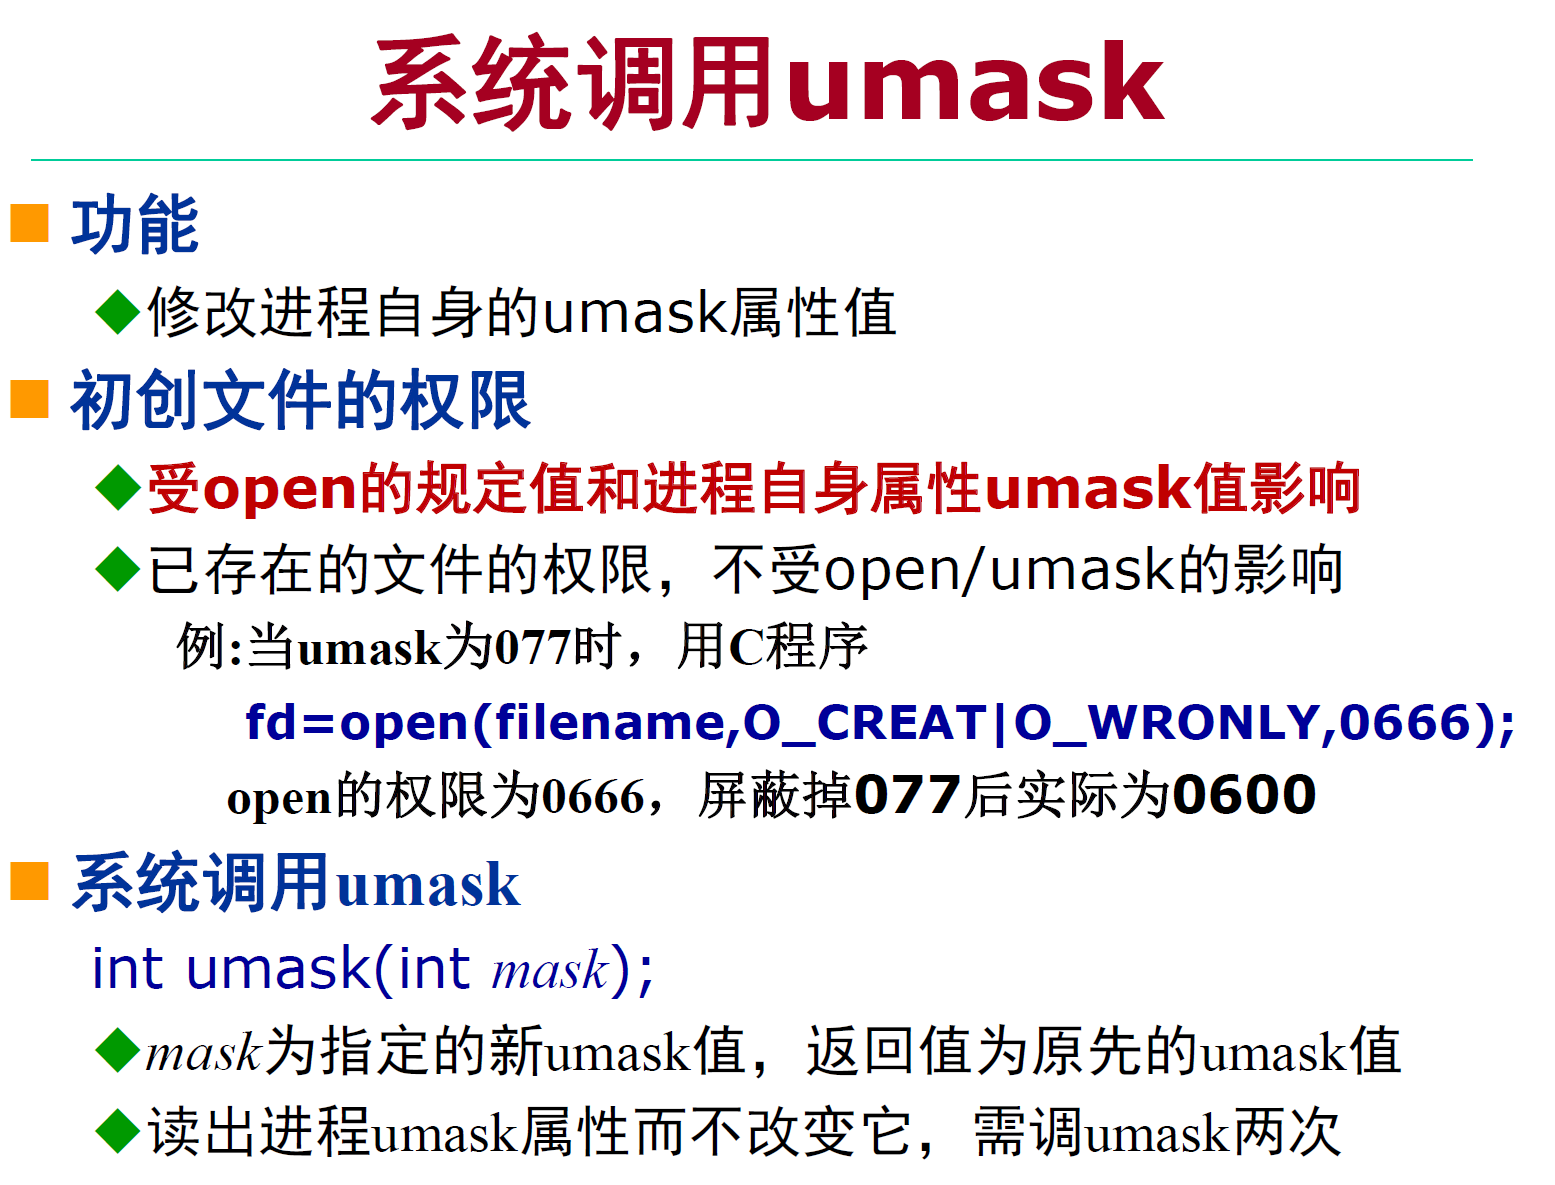 系统调用umask
功能
修改进程自身的umask属性值
初创文件的权限
受open的规定值和进程自身属性umask值影响
已存在的文件的权限，不受open/umask的影响
例:当umask为077时，用C程序
fd=open(filename,O_CREAT|O_WRONLY,0666);
open的权限为0666，屏蔽掉077后实际为0600
系统调用umask
int umask(int mask);
mask为指定的新umask值，返回值为原先的umask值
读出进程umask属性而不改变它，需调umask两次